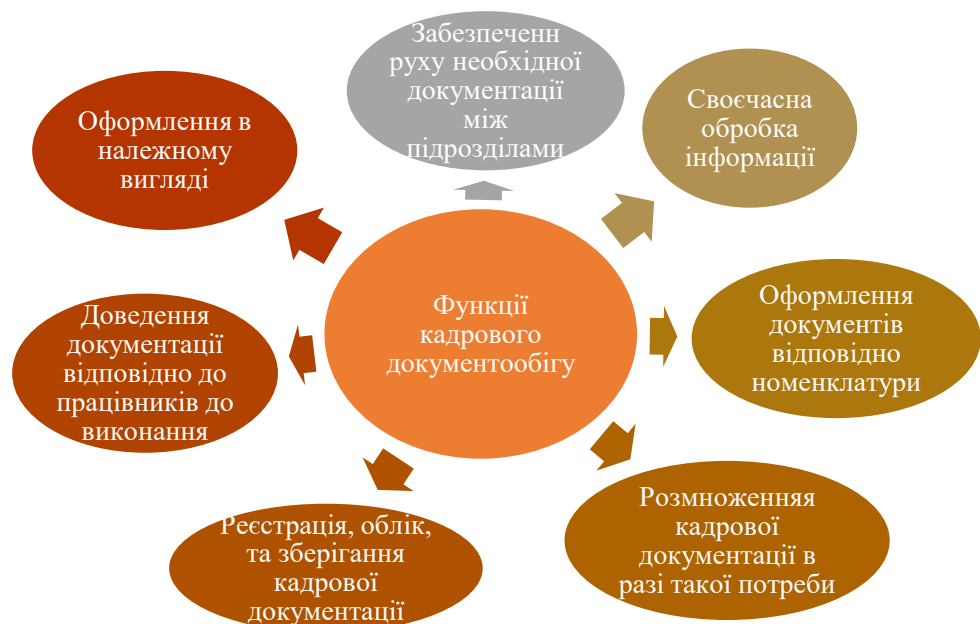 Забезпеченн
руху необхідної
документації
між
підрозділами
Своєчасна
обробка
інформації
Оформлення в
належному
вигляді
Функції
кадрового
документообігу
Оформлення
документів
відповідно
номенклатури
Доведення
документації
відповідно до
працівників до
виконання
Розмноженняя
кадрової
документації в
разі такої потреби
Реєстрація, облік,
та зберігання
кадрової
документації